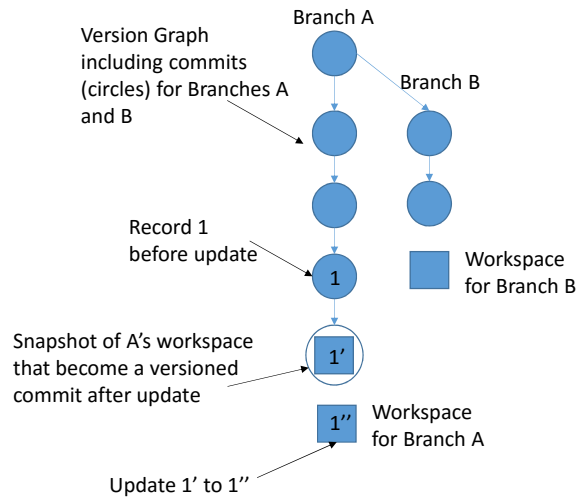 Branch A
Version Graph
including commits
(circles) for Branches A
and B
Branch B
Record 1
before update
1
Workspace
for Branch B
Snapshot of A's workspace
that become a versioned
commit after update
1'
1''
Workspace
for Branch A
Update 1' to 1''